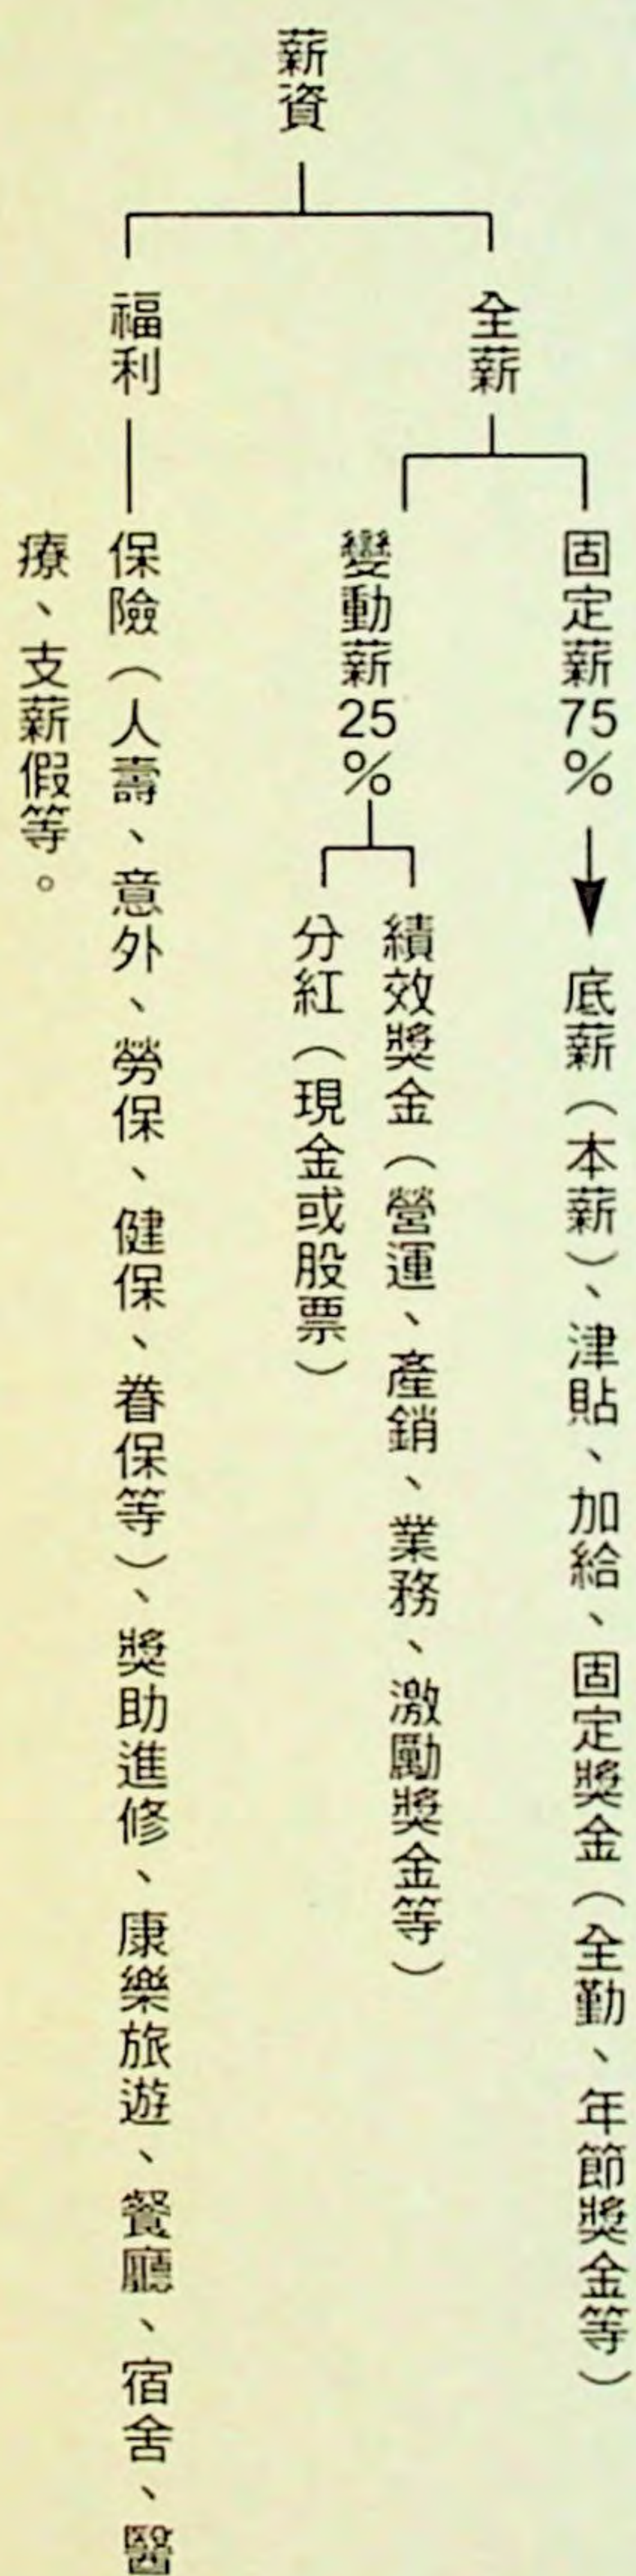 薪資
全薪
固定薪75%
底薪（本薪）、津貼、加給、固定獎金（全勤、年節獎金等）
變動薪25%
績效獎金（營運、產銷、業務、激勵獎金等）
分紅（現金或股票）
福利
保險（人壽、意外、勞保、健保、眷保等）、獎助進修、康樂旅遊、餐廳、宿舍、醫
療、支薪假等。